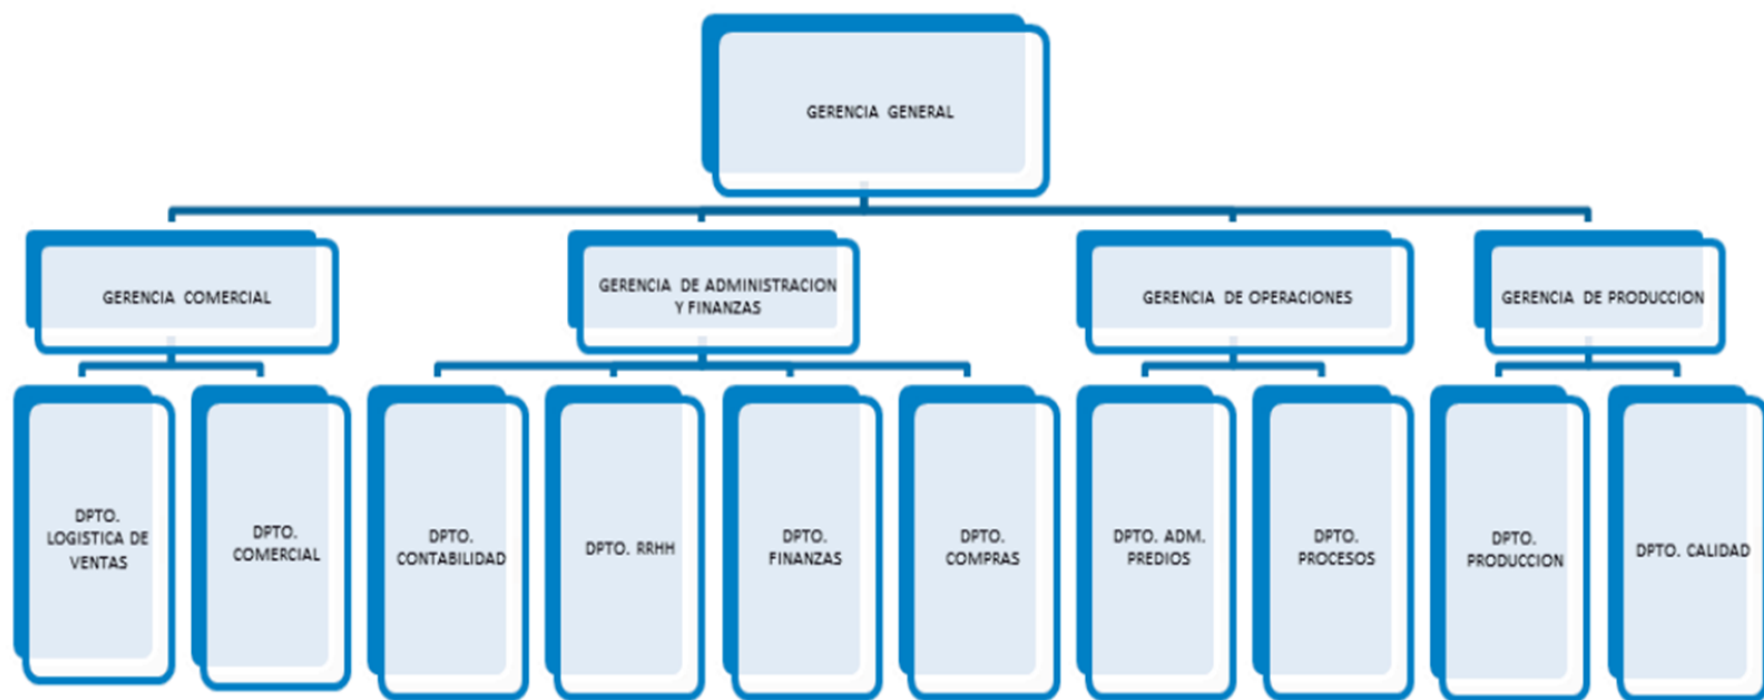 GERENCIA GENERAL
GERENCIA COMERCIAL
GERENCIA DE ADMINISTRACION
Y FINANZAS
GERENCIA DE OPERACIONES
GERENCIA DE PRODUCCION
DPTO.
LOGISTICA DE
VENTAS
DPTO.
COMERCIAL
DPTO.
CONTABILIDAD
DPTO. RRHH
DPTO.
FINANZAS
DPTO.
COMPRAS
DPTO. ADM.
PREDIOS
DPTO.
PROCESOS
DPTO.
PRODUCCION
DPTO. CALIDAD